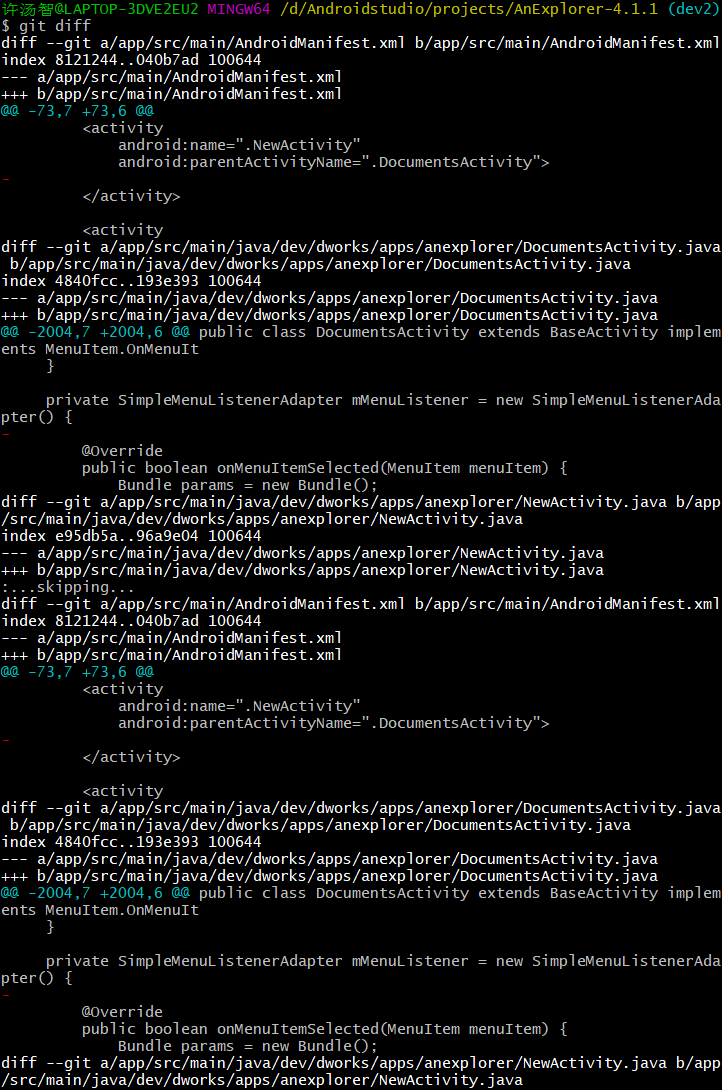 许汤智@LAPTOP-3DVE2EU2 MINGW64 /d/Androidstudio/projects/AnExplorer-4.1.1 (dev2)
$ git diff
diff --git a/app/src/main/AndroidManifest.xml b/app/src/main/AndroidManifest.xml
index 8121244..040b7ad 100644
--- a/app/src/main/AndroidManifest.xml
+++ b/app/src/main/AndroidManifest.xml
@@ -73,7 +73,6 @@
         <activity
             android:name=".NewActivity"
             android:parentActivityName=".DocumentsActivity">
-
         </activity>

         <activity
diff --git a/app/src/main/java/dev/dworks/apps/anexplorer/DocumentsActivity.java
 b/app/src/main/java/dev/dworks/apps/anexplorer/DocumentsActivity.java
index 4840fcc..193e393 100644
--- a/app/src/main/java/dev/dworks/apps/anexplorer/DocumentsActivity.java
+++ b/app/src/main/java/dev/dworks/apps/anexplorer/DocumentsActivity.java
@@ -2004,7 +2004,6 @@ public class DocumentsActivity extends BaseActivity implem
ents MenuItem.OnMenuIt
     }

     private SimpleMenuListenerAdapter mMenuListener = new SimpleMenuListenerAda
pter() {
-
         @Override
         public boolean onMenuItemSelected(MenuItem menuItem) {
             Bundle params = new Bundle();
diff --git a/app/src/main/java/dev/dworks/apps/anexplorer/NewActivity.java b/app
/src/main/java/dev/dworks/apps/anexplorer/NewActivity.java
index e95db5a..96a9e04 100644
--- a/app/src/main/java/dev/dworks/apps/anexplorer/NewActivity.java
+++ b/app/src/main/java/dev/dworks/apps/anexplorer/NewActivity.java
:...skipping...
diff --git a/app/src/main/AndroidManifest.xml b/app/src/main/AndroidManifest.xml
index 8121244..040b7ad 100644
--- a/app/src/main/AndroidManifest.xml
+++ b/app/src/main/AndroidManifest.xml
@@ -73,7 +73,6 @@
         <activity
             android:name=".NewActivity"
             android:parentActivityName=".DocumentsActivity">
-
         </activity>

         <activity
diff --git a/app/src/main/java/dev/dworks/apps/anexplorer/DocumentsActivity.java
 b/app/src/main/java/dev/dworks/apps/anexplorer/DocumentsActivity.java
index 4840fcc..193e393 100644
--- a/app/src/main/java/dev/dworks/apps/anexplorer/DocumentsActivity.java
+++ b/app/src/main/java/dev/dworks/apps/anexplorer/DocumentsActivity.java
@@ -2004,7 +2004,6 @@ public class DocumentsActivity extends BaseActivity implem
ents MenuItem.OnMenuIt
     }

     private SimpleMenuListenerAdapter mMenuListener = new SimpleMenuListenerAda
pter() {
-
         @Override
         public boolean onMenuItemSelected(MenuItem menuItem) {
             Bundle params = new Bundle();
diff --git a/app/src/main/java/dev/dworks/apps/anexplorer/NewActivity.java b/app
/src/main/java/dev/dworks/apps/anexplorer/NewActivity.java